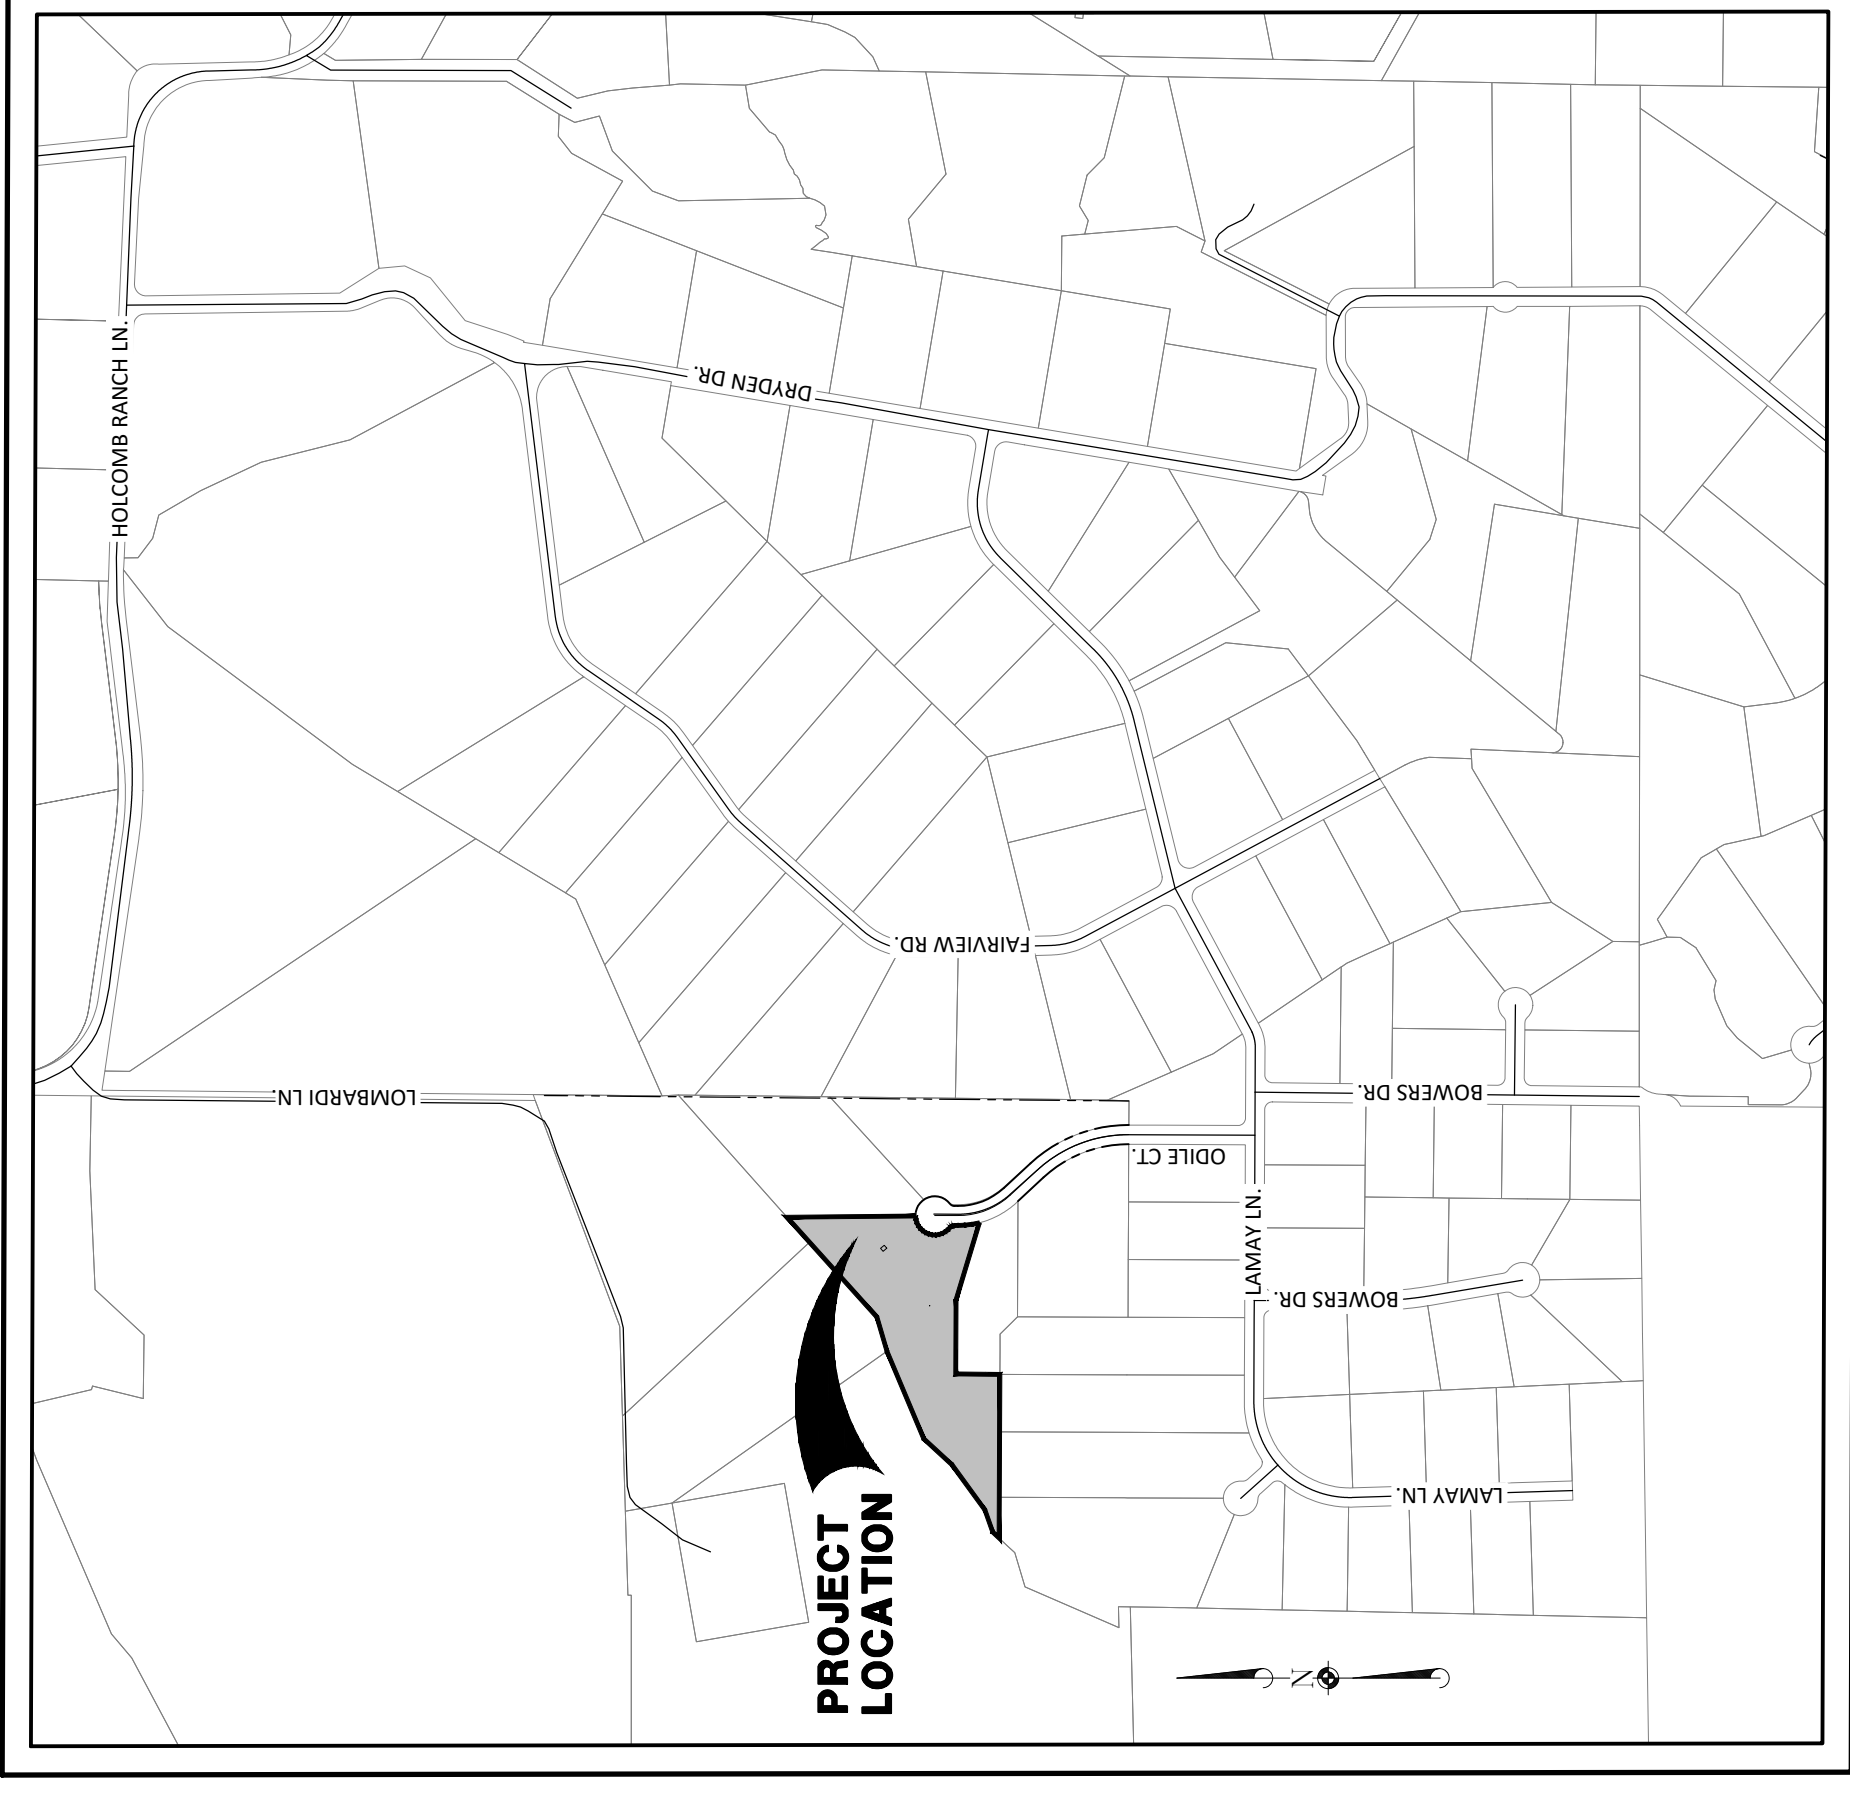 HOLCOMB RANCH LN.
DRYDEN DR.
FAIRVIEW RD.
LOMBARDI LN.
BOWERS DR.
ODILE CT.
LAMAY LN.
BOWERS DR.
LAMAY LN.
PROJECT
LOCATION
N